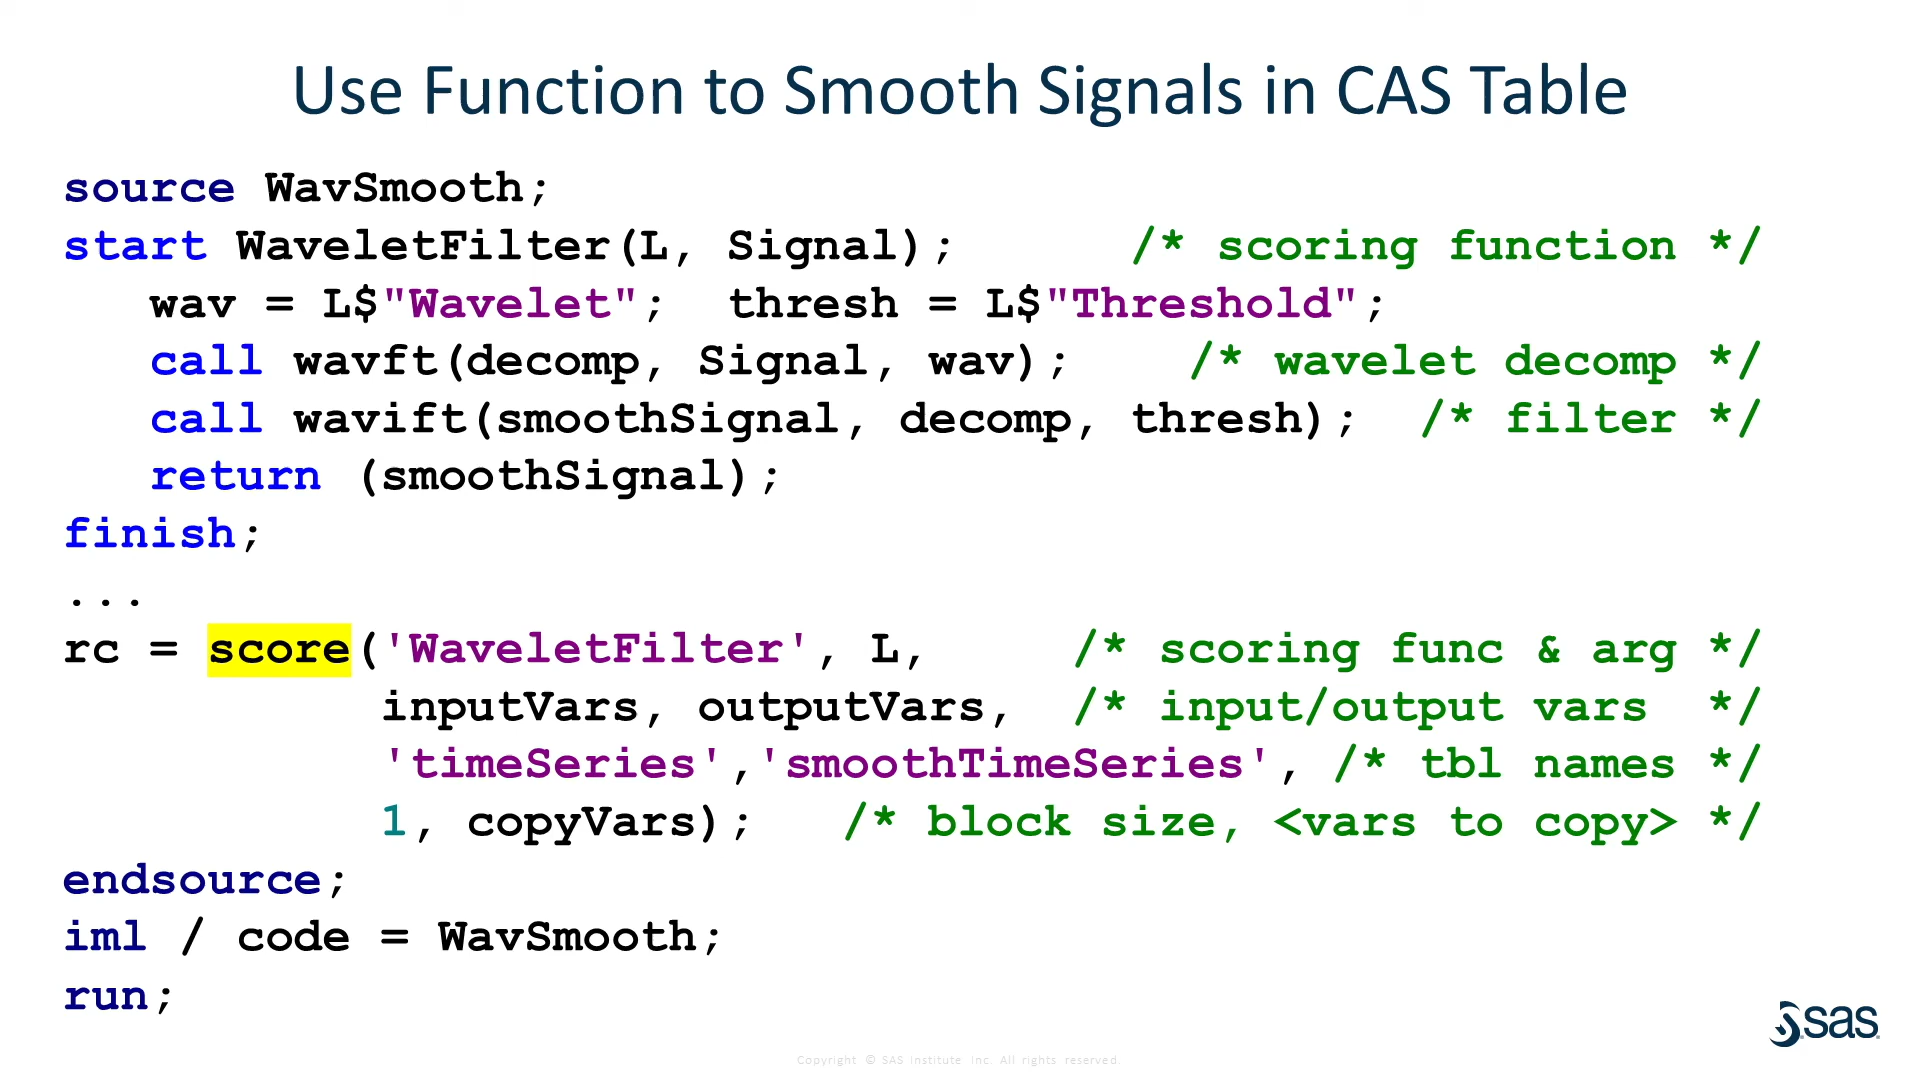 Use Function to Smooth Signals in CAS Table
source WavSmooth;
start WaveletFilter(L, Signal);      /* scoring function */
   wav = L$"Wavelet";  thresh = L$"Threshold";
   call wavft(decomp, Signal, wav);    /* wavelet decomp */
   call wavift(smoothSignal, decomp, thresh);  /* filter */
   return (smoothSignal);
finish;
...
rc = score('WaveletFilter', L,     /* scoring func & arg */
           inputVars, outputVars,  /* input/output vars  */
           'timeSeries','smoothTimeSeries', /* tbl names */
           1, copyVars);   /* block size, <vars to copy> */
endsource;
iml / code = WavSmooth;
run;
sas
Copyright © SAS Institute Inc. All rights reserved.